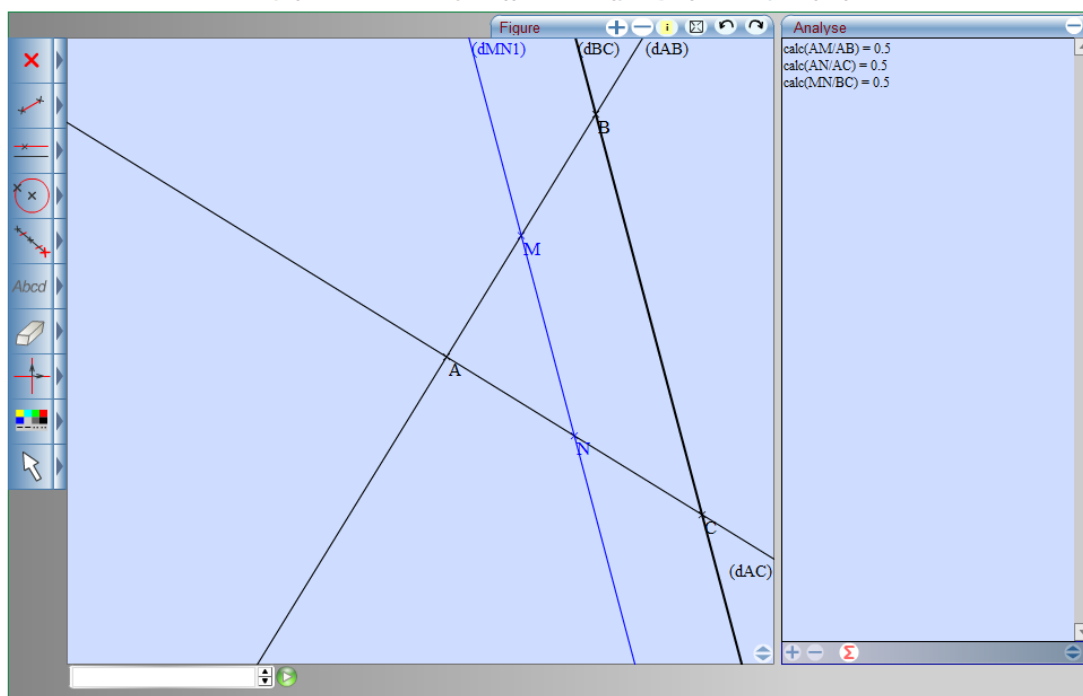 Figure
i
Analyse
(dMN1)
(dBC)
(dAB)
calc(AM/AB) = 0.5
calc(AN/AC) = 0.5
calc(MN/BC) = 0.5
B
M
Abcd
A
N
C
(dAC)
Σ